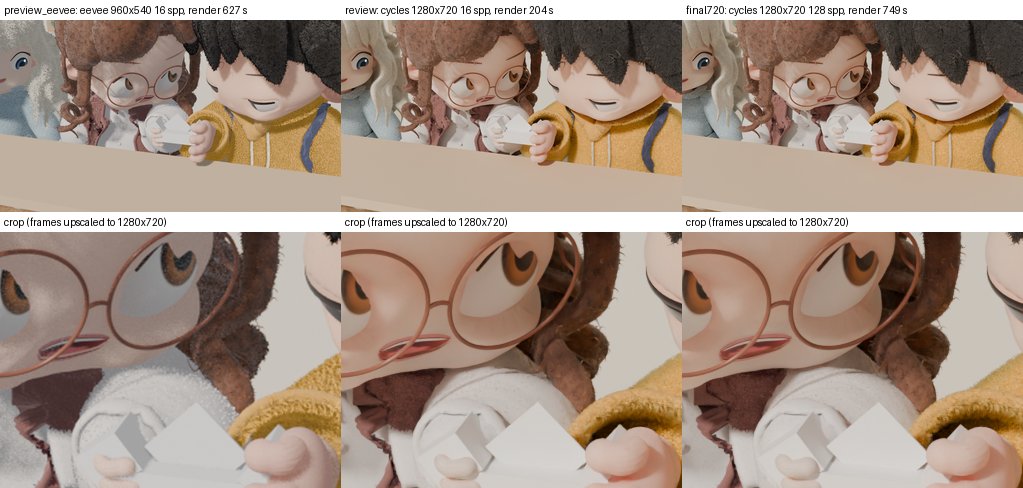 preview_eevee: eevee 960x540 16 spp, render 627 s
review: cycles 1280x720 16 spp, render 204 s
final720: cycles 1280x720 128 spp, render 749 s
crop (frames upscaled to 1280x720)
crop (frames upscaled to 1280x720)
crop (frames upscaled to 1280x720)